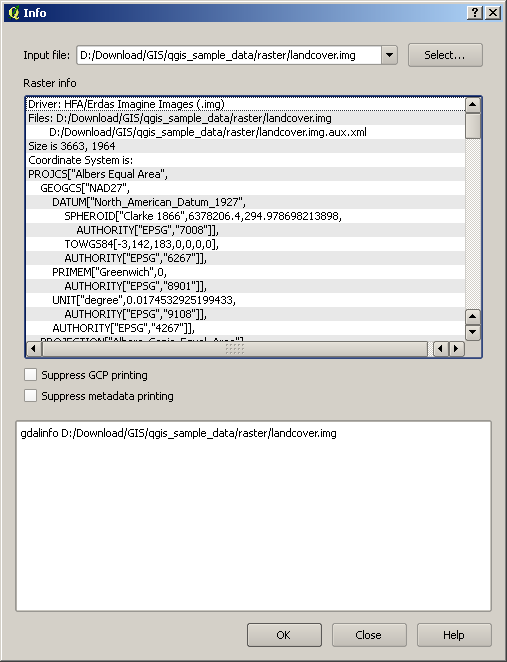 Info
Input file: D:/Download/GIS/qgis_sample_data/raster/landcover.img Select...
Raster info
Driver: HFA/Erdas Imagine Images (.img)
Files: D:/Download/GIS/qgis_sample_data/raster/landcover.img
D:/Download/GIS/qgis_sample_data/raster/landcover.img.aux.xml
Size is 3663, 1964
Coordinate System is:
PROJCS["Albers Equal Area",
GEOGCS["NAD27",
DATUM["North_American_Datum_1927",
SPHEROID["Clarke 1866",6378206.4,294.978698213898,
AUTHORITY["EPSG","7008"]],
TOWGS84[-3,142,183,0,0,0,0],
AUTHORITY["EPSG","6267"]],
PRIMEM["Greenwich",0,
AUTHORITY["EPSG","8901"]],
UNIT["degree",0.0174532925199433,
AUTHORITY["EPSG","9108"]],
AUTHORITY["EPSG","4267"]],
PROJECTION["Albers_Conic_Equal_Area"],
Suppress GCP printing
Suppress metadata printing
gdalinfo D:/Download/GIS/qgis_sample_data/raster/landcover.img
OK Close Help